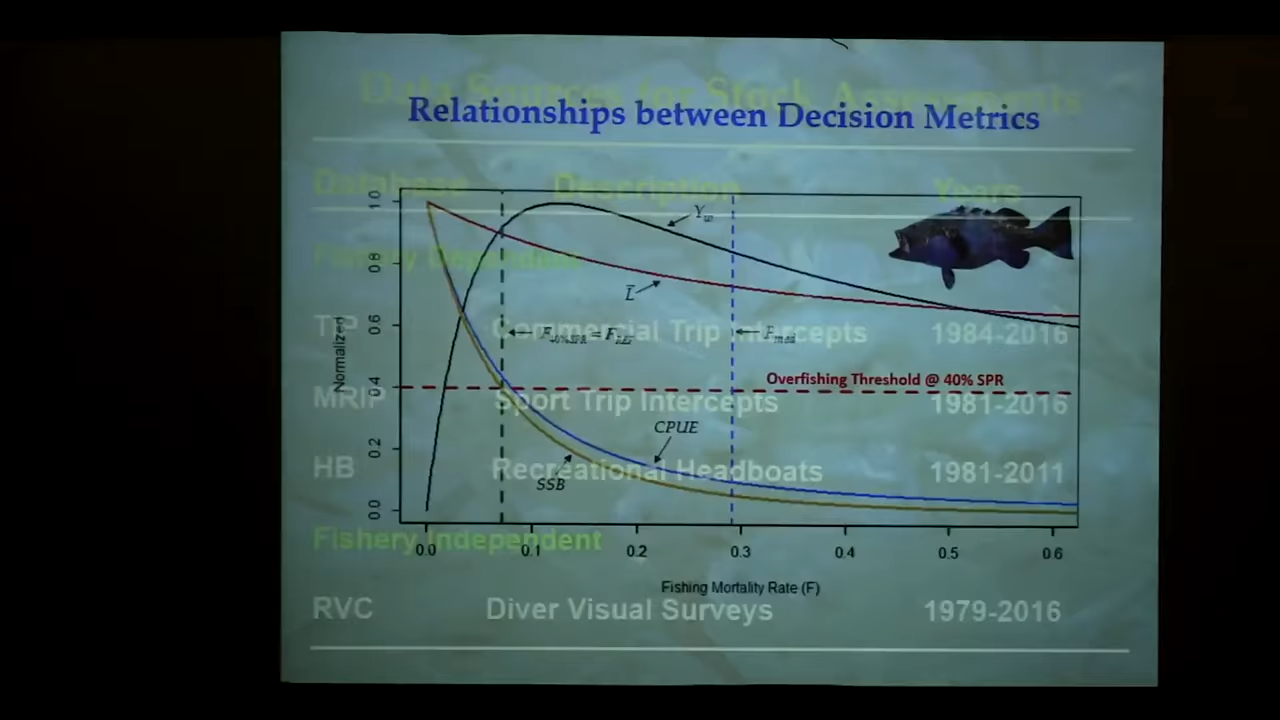 Data Sources for Stock Assessments
Relationships between Decision Metrics
Database Description Years
Fishery Dependent
TIP Commercial Trip Intercepts 1984-2016
MRIP Sport Trip Intercepts 1981-2016
HB Recreational Headboats 1981-2011
Fishery Independent
RVC Diver Visual Surveys 1979-2016
Normalized
1.0
0.8
0.6
0.4
0.2
0.0
Yw
L̅
F40%SPR = FREF
Overfishing Threshold @ 40% SPR
CPUE
SSB
0.0 0.1 0.2 0.3 0.4 0.5 0.6
Fishing Mortality Rate (F)